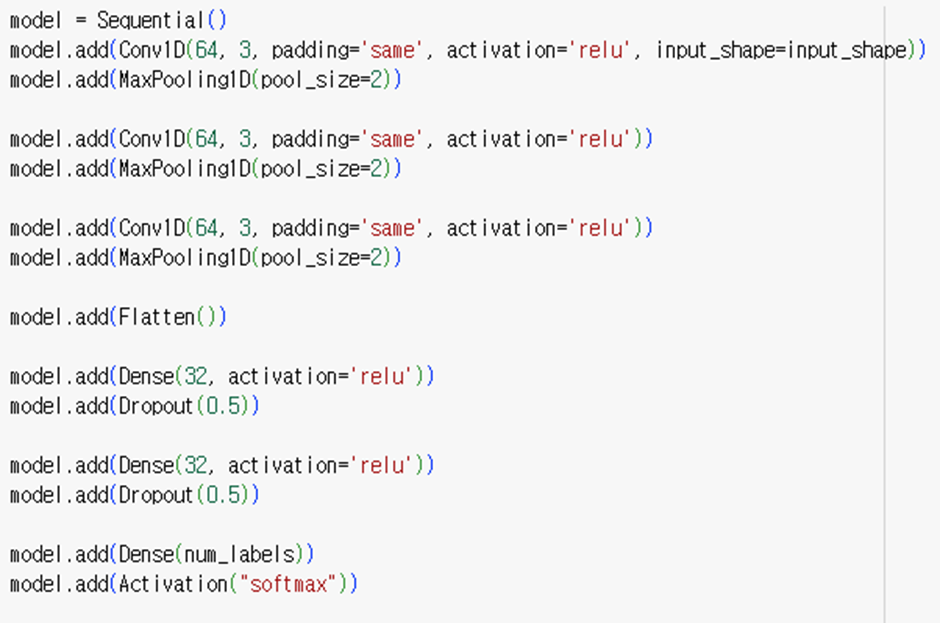 model = Sequential()
model.add(Conv1D(64, 3, padding='same', activation='relu', input_shape=input_shape))
model.add(MaxPooling1D(pool_size=2))
model.add(Conv1D(64, 3, padding='same', activation='relu'))
model.add(MaxPooling1D(pool_size=2))
model.add(Conv1D(64, 3, padding='same', activation='relu'))
model.add(MaxPooling1D(pool_size=2))
model.add(Flatten())
model.add(Dense(32, activation='relu'))
model.add(Dropout(0.5))
model.add(Dense(32, activation='relu'))
model.add(Dropout(0.5))
model.add(Dense(num_labels))
model.add(Activation("softmax"))